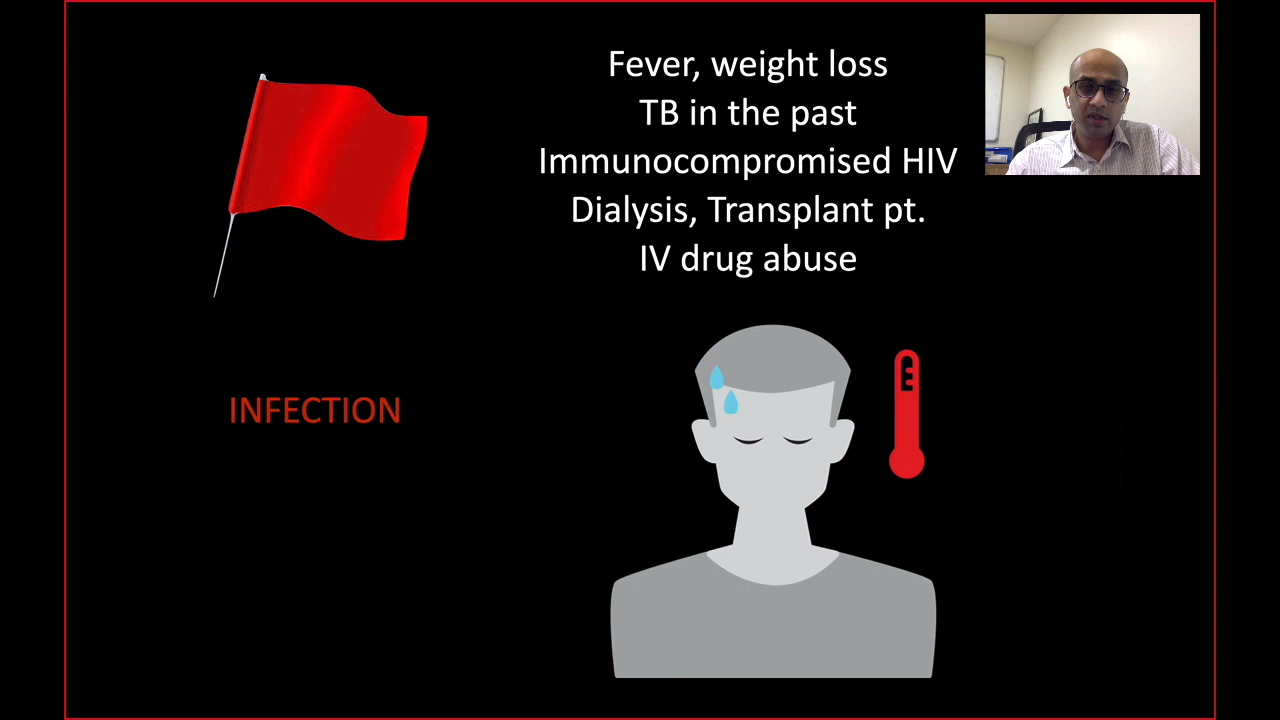 Fever, weight loss
TB in the past
Immunocompromised HIV
Dialysis, Transplant pt.
IV drug abuse
INFECTION